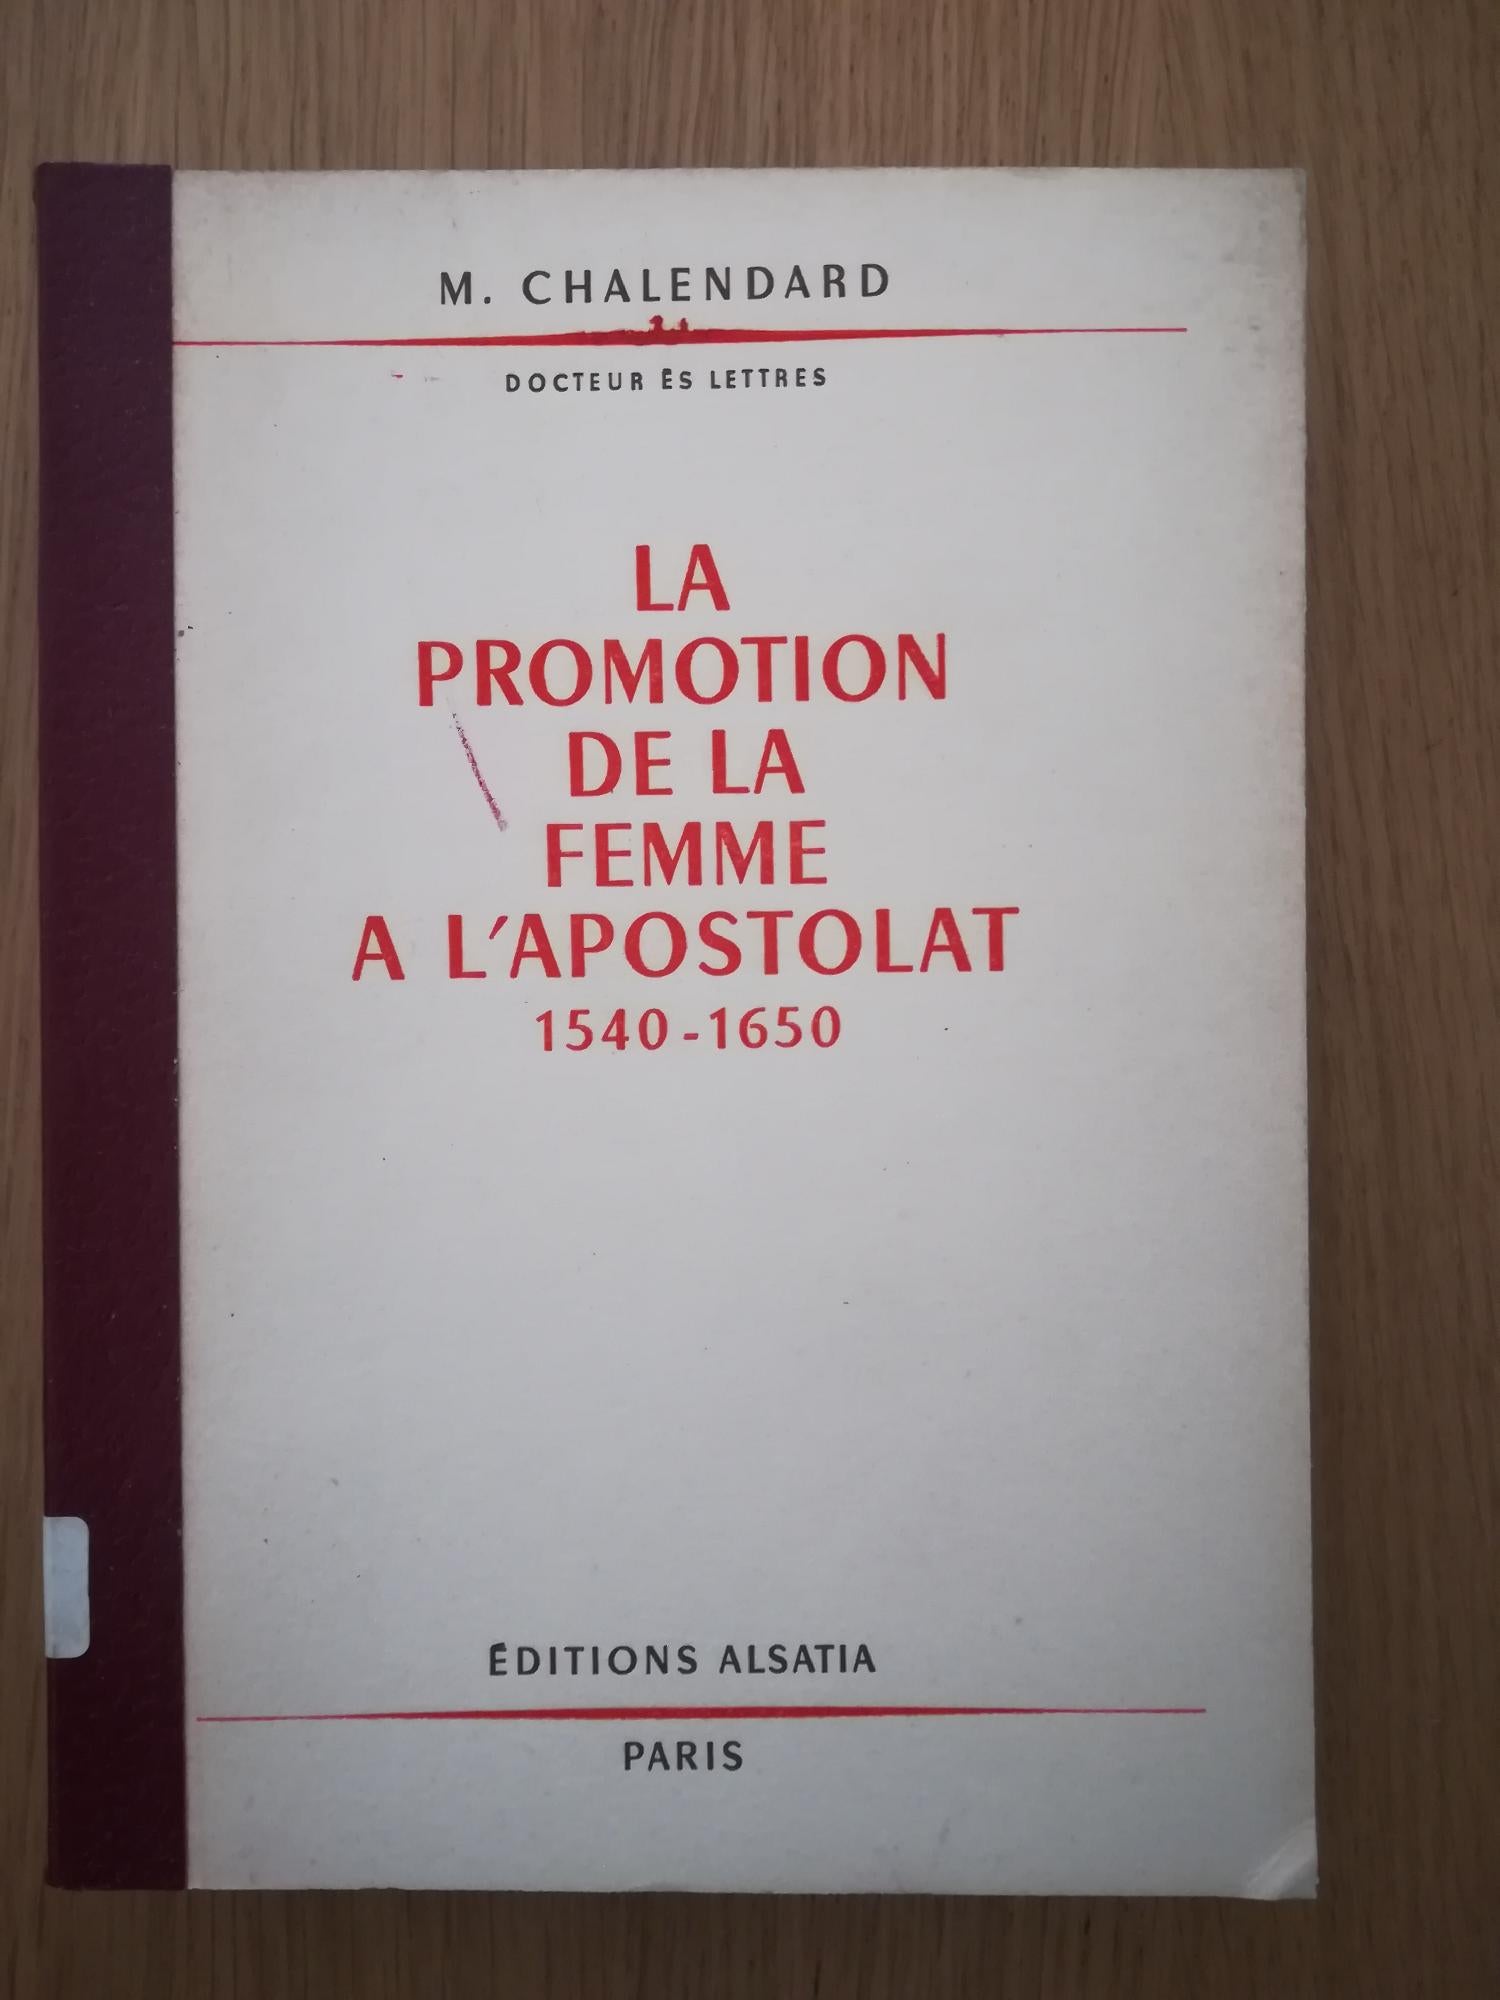 M. CHALENDARD
DOCTEUR ÈS LETTRES
LA
PROMOTION
DE LA
FEMME
A L'APOSTOLAT
1540-1650
ÉDITIONS ALSATIA
PARIS